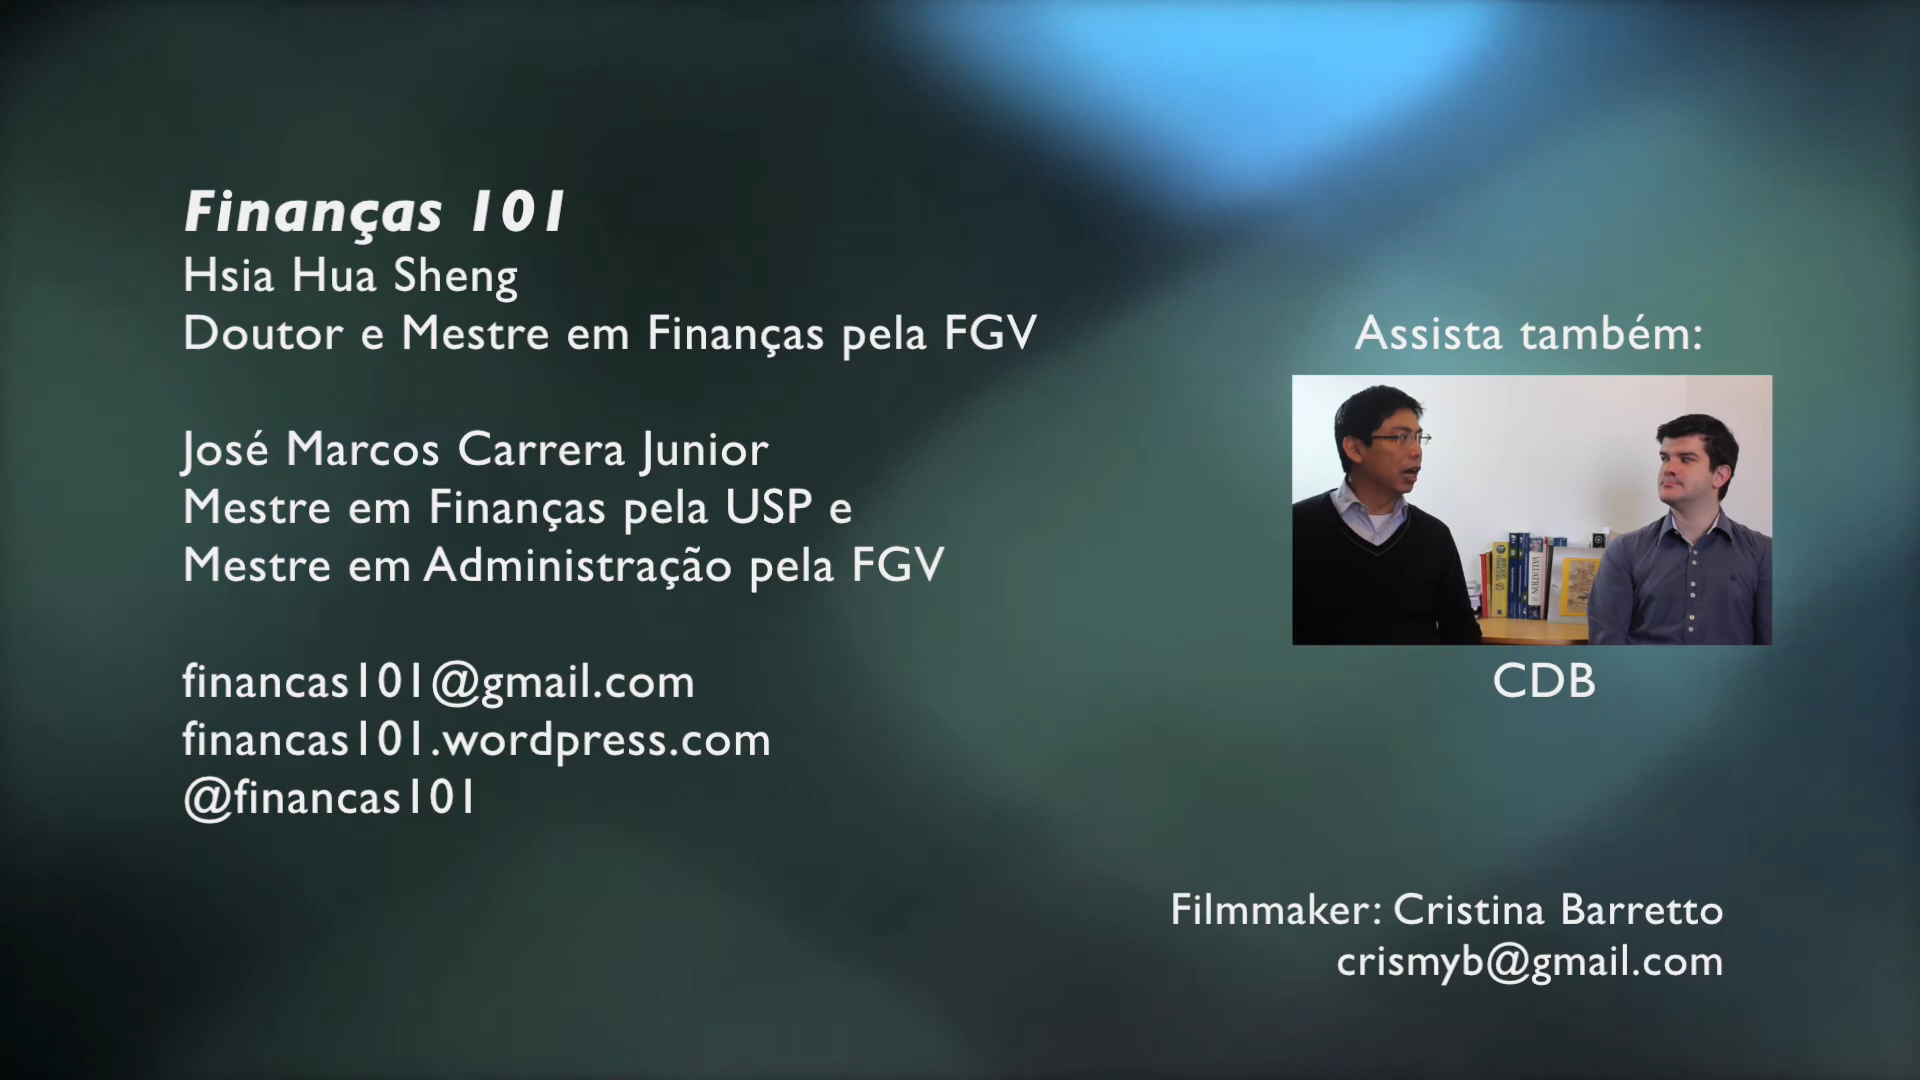 Finanças 101
Hsia Hua Sheng
Doutor e Mestre em Finanças pela FGV
José Marcos Carrera Junior
Mestre em Finanças pela USP e
Mestre em Administração pela FGV
financas101@gmail.com
financas101.wordpress.com
@financas101
Assista também:
VALUATION
CDB
Filmmaker: Cristina Barretto
crismyb@gmail.com